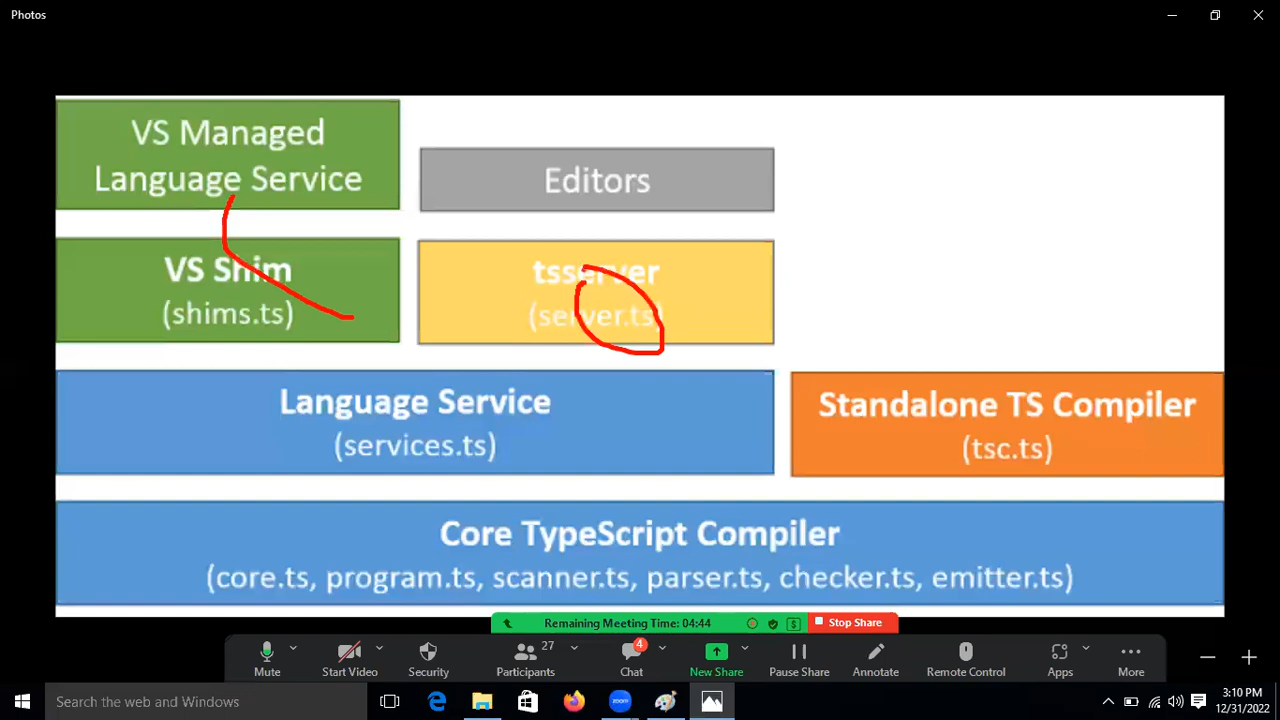 Photos
VS Managed
Language Service
Editors
VS Shim
(shims.ts)
tsserver
(server.ts)
Language Service
(services.ts)
Standalone TS Compiler
(tsc.ts)
Core TypeScript Compiler
(core.ts, program.ts, scanner.ts, parser.ts, checker.ts, emitter.ts)
Remaining Meeting Time: 04:44
Stop Share
27
4
Mute
Start Video
Security
Participants
Chat
New Share
Pause Share
Annotate
Remote Control
Apps
More
Search the web and Windows
zoom
3:10 PM
12/31/2022